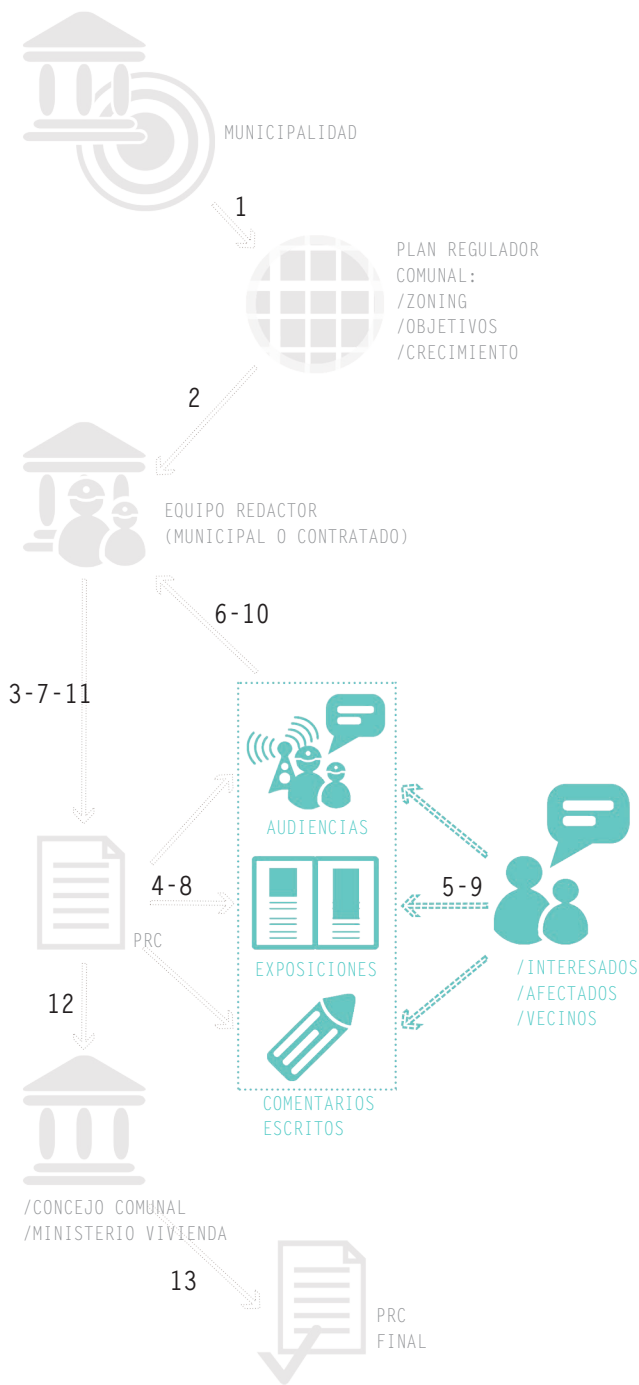 MUNICIPALIDAD
1
PLAN REGULADOR
COMUNAL:
/ZONING
/OBJETIVOS
/CRECIMIENTO
2
EQUIPO REDACTOR
(MUNICIPAL O CONTRATADO)
6-10
3-7-11
AUDIENCIAS
4-8
5-9
PRC
EXPOSICIONES
/INTERESADOS
/AFECTADOS
/VECINOS
12
COMENTARIOS
ESCRITOS
/CONCEJO COMUNAL
/MINISTERIO VIVIENDA
13
PRC
FINAL